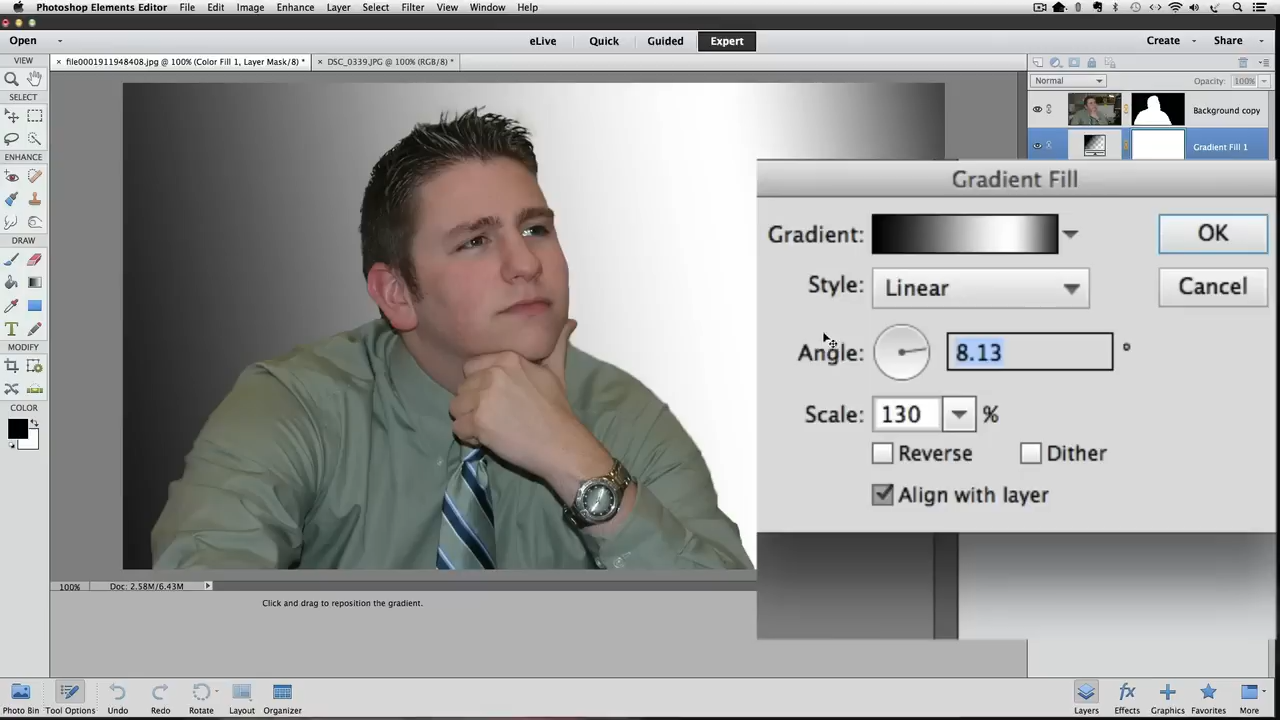 Photoshop Elements Editor File Edit Image Enhance Layer Select Filter View Window Help
Open eLive Quick Guided Expert Create Share
VIEW × file0001911948408.jpg @ 100% (Color Fill 1, Layer Mask/8) * × DSC_0339.JPG @ 100% (RGB/8) *
Normal Opacity: 100%
SELECT
Background copy
Gradient Fill 1
ENHANCE
Gradient Fill
Gradient: OK
DRAW
Style: Linear Cancel
T
MODIFY
Angle: 8.13 °
Scale: 130 %
COLOR
Reverse Dither
Align with layer
100% Doc: 2.58M/6.43M
Click and drag to reposition the gradient.
Photo Bin Tool Options Undo Redo Rotate Layout Organizer Layers fx Effects Graphics Favorites More